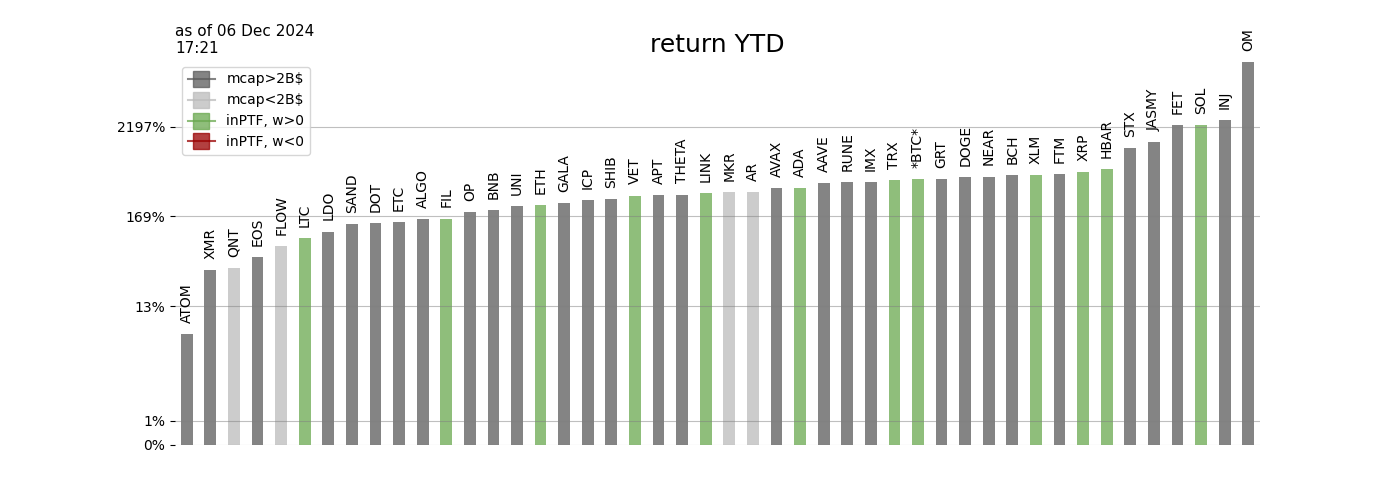 as of 06 Dec 2024
17:21
return YTD
mcap>2B$
mcap<2B$
inPTF, w>0
inPTF, w<0
2197%
169%
13%
1%
0%
ATOM
XMR
QNT
EOS
FLOW
LTC
LDO
SAND
DOT
ETC
ALGO
FIL
OP
BNB
UNI
ETH
GALA
ICP
SHIB
VET
APT
THETA
LINK
MKR
AR
AVAX
ADA
AAVE
RUNE
IMX
TRX
*BTC*
GRT
DOGE
NEAR
BCH
XLM
FTM
XRP
HBAR
STX
JASMY
FET
SOL
INJ
OM